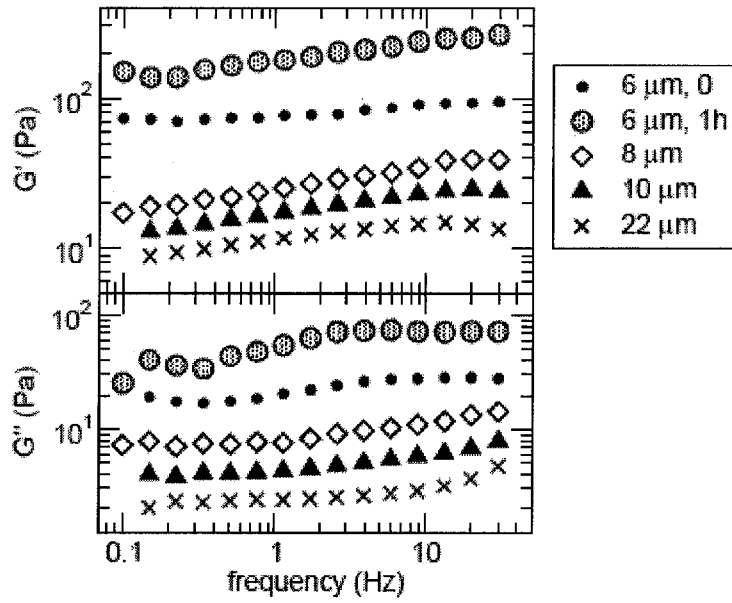 G' (Pa)
10²
10¹
6 μm, 0
6 μm, 1h
8 μm
10 μm
22 μm
G'' (Pa)
10²
10¹
0.1
1
10
frequency (Hz)